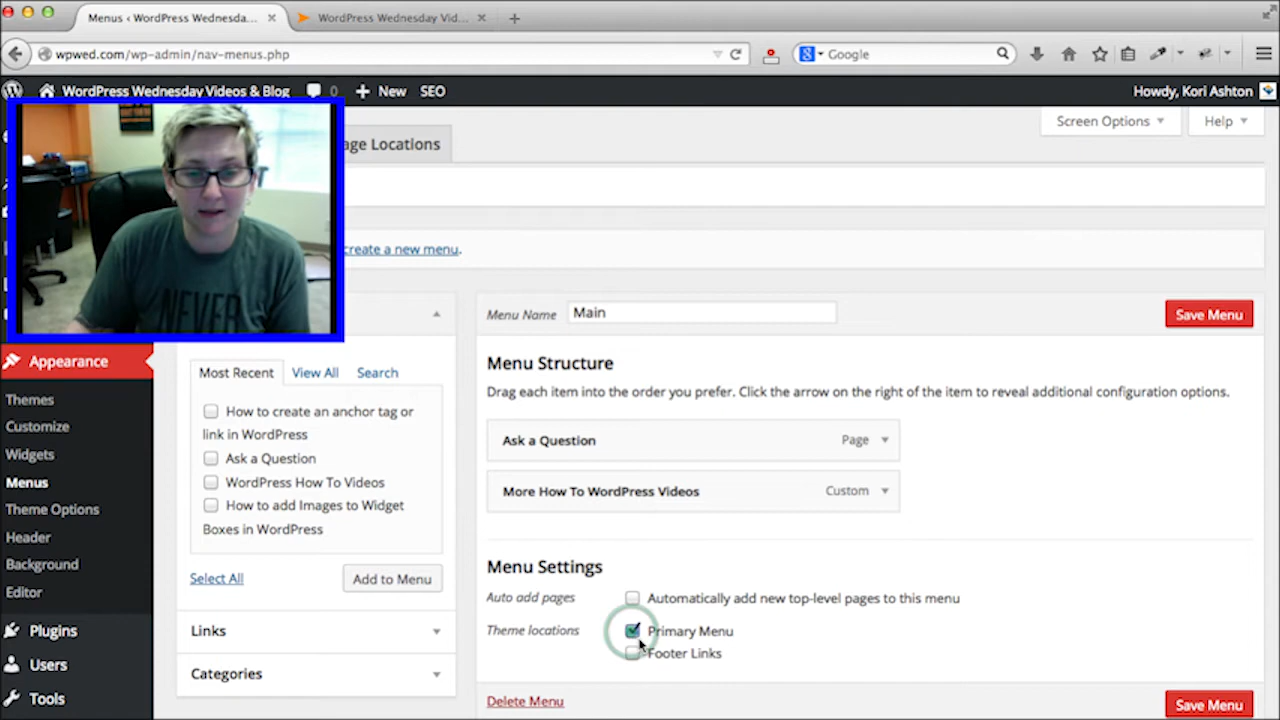 Menus ‹ WordPress Wednesda...
WordPress Wednesday Vid...
wpwed.com/wp-admin/nav-menus.php
Google
WordPress Wednesday Videos & Blog
0
New
SEO
Howdy, Kori Ashton
Screen Options
Help
age Locations
create a new menu.
NEVER
Menu Name
Main
Save Menu
Appearance
Themes
Customize
Widgets
Menus
Theme Options
Header
Background
Editor
Plugins
Users
Tools
Most Recent
View All
Search
How to create an anchor tag or
link in WordPress
Ask a Question
WordPress How To Videos
How to add Images to Widget
Boxes in WordPress
Select All
Add to Menu
Links
Categories
Menu Structure
Drag each item into the order you prefer. Click the arrow on the right of the item to reveal additional configuration options.
Ask a Question
Page
More How To WordPress Videos
Custom
Menu Settings
Auto add pages
Automatically add new top-level pages to this menu
Theme locations
Primary Menu
Footer Links
Delete Menu
Save Menu